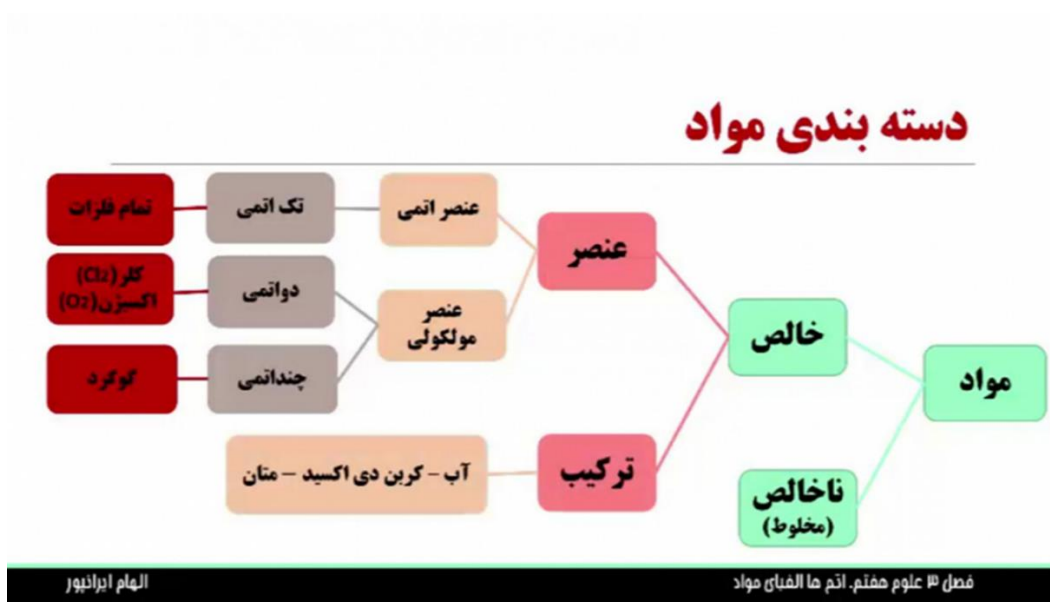 دسته بندی مواد
مواد
خالص
ناخالص
(مخلوط)
عنصر
ترکیب
عنصر اتمی
عنصر
مولکولی
آب - کربن دی اکسید – متان
تک اتمی
دواتمی
چنداتمی
تمام فلزات
کلر(Cl2)
اکسیژن(O2)
گوگرد
فصل ۳ علوم هفتم. اتم ها الفبای مواد
الهام ایرانپور